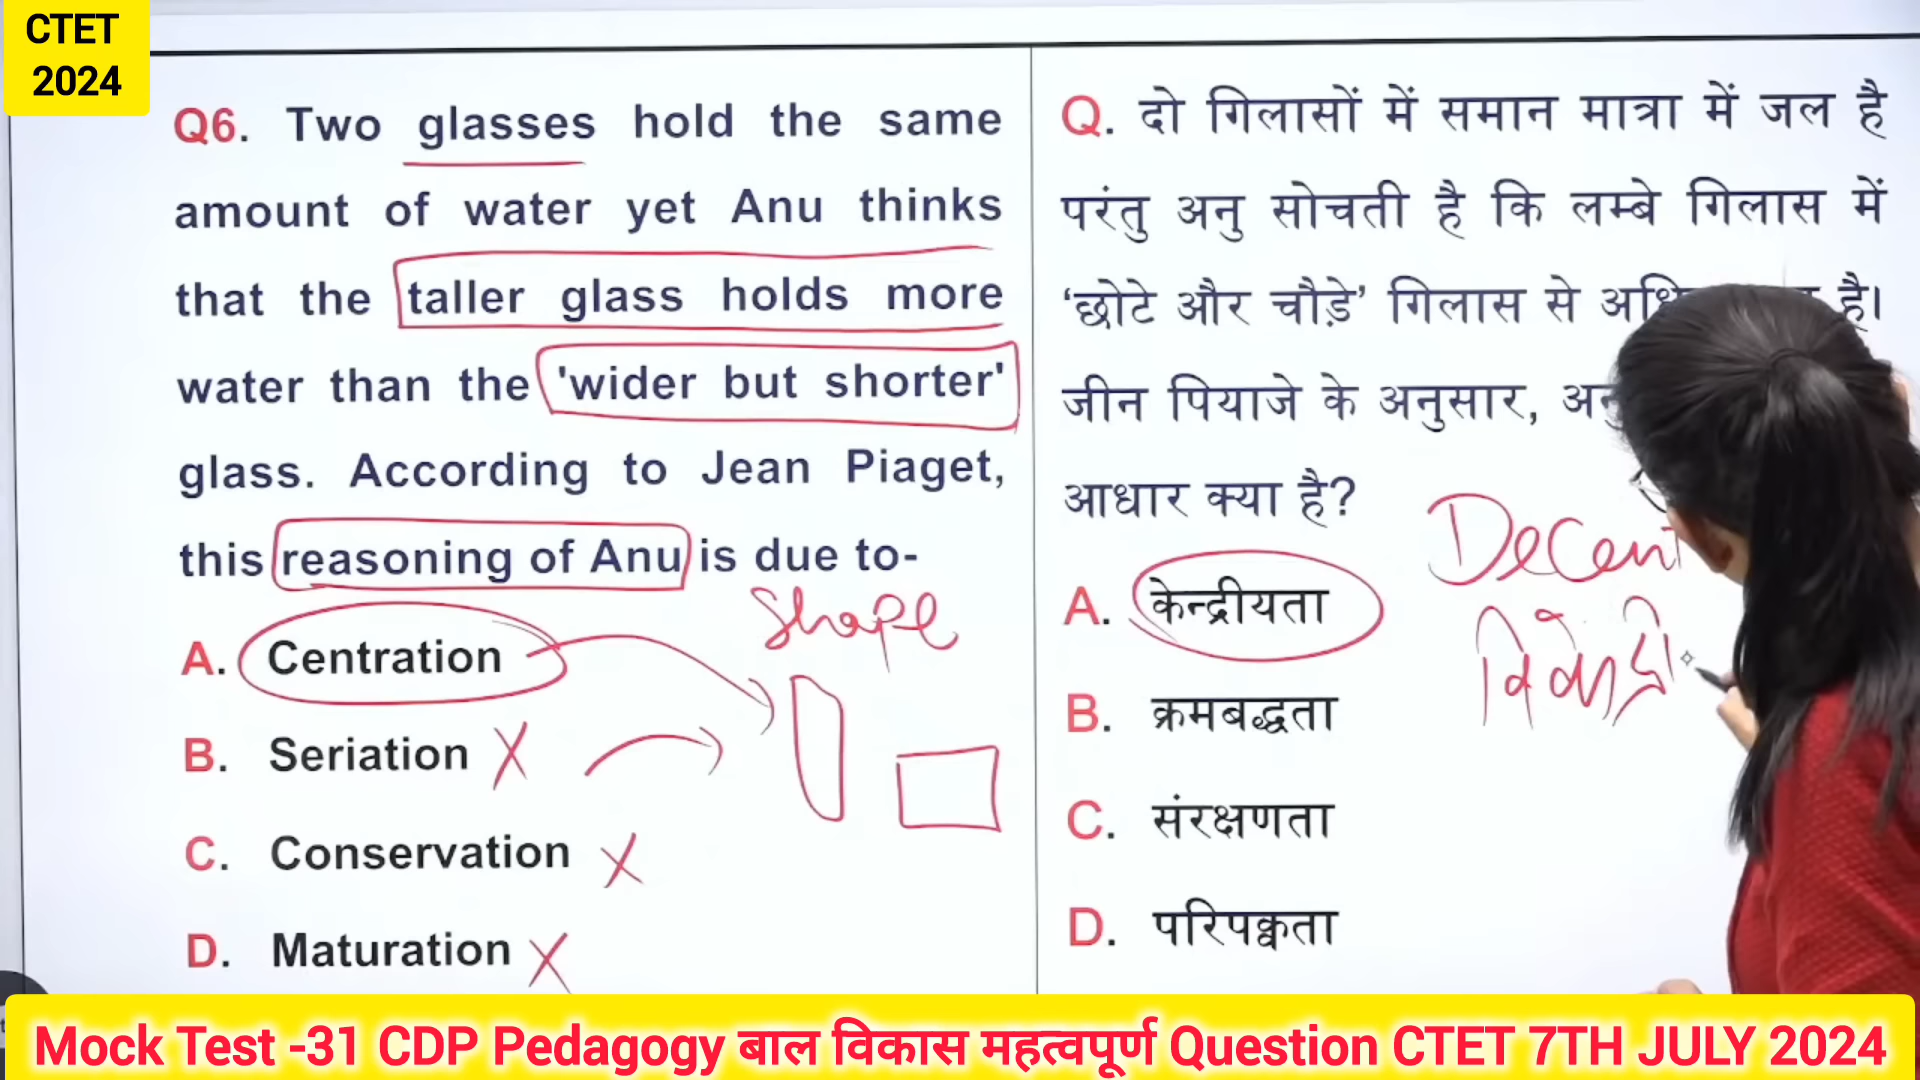 CTET
2024
Q6. Two glasses hold the same
amount of water yet Anu thinks
that the taller glass holds more
water than the 'wider but shorter'
glass. According to Jean Piaget,
this reasoning of Anu is due to-
A. Centration
B. Seriation
C. Conservation
D. Maturation
Shape
Q. दो गिलासों में समान मात्रा में जल है
परंतु अनु सोचती है कि लम्बे गिलास में
‘छोटे और चौड़े’ गिलास से
है।
जीन पियाजे के अनुसार,
आधार क्या है?
A. केन्द्रीयता
B. क्रमबद्धता
C. संरक्षणता
D. परिपक्वता
Decent
Mock Test -31 CDP Pedagogy बाल विकास महत्वपूर्ण Question CTET 7TH JULY 2024